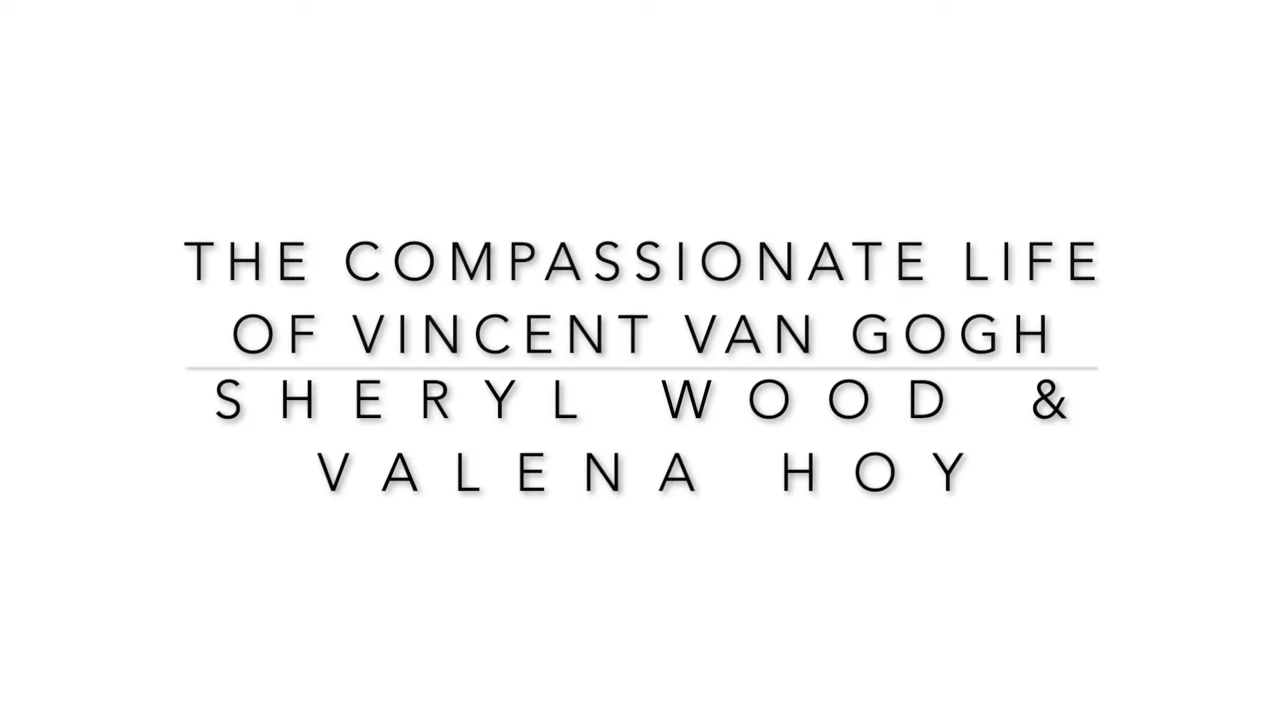 THE COMPASSIONATE LIFE
OF VINCENT VAN GOGH
SHERYL WOOD &
VALENA HOY